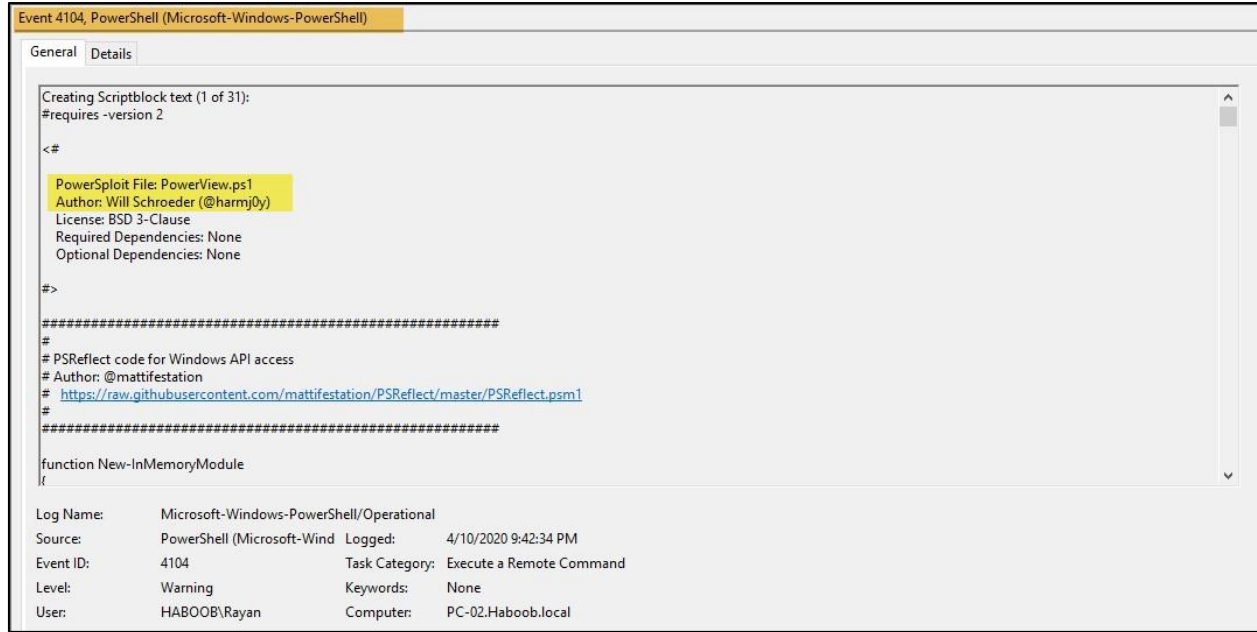 Event 4104, PowerShell (Microsoft-Windows-PowerShell)
General Details
Creating Scriptblock text (1 of 31):
#requires -version 2
<#
PowerSploit File: PowerView.ps1
Author: Will Schroeder (@harmj0y)
License: BSD 3-Clause
Required Dependencies: None
Optional Dependencies: None
#>
########################################################
#
# PSReflect code for Windows API access
# Author: @mattifestation
# https://raw.githubusercontent.com/mattifestation/PSReflect/master/PSReflect.psm1
#
########################################################
function New-InMemoryModule
{
Log Name: Microsoft-Windows-PowerShell/Operational
Source: PowerShell (Microsoft-Wind Logged: 4/10/2020 9:42:34 PM
Event ID: 4104 Task Category: Execute a Remote Command
Level: Warning Keywords: None
User: HABOOB\Rayan Computer: PC-02.Haboob.local